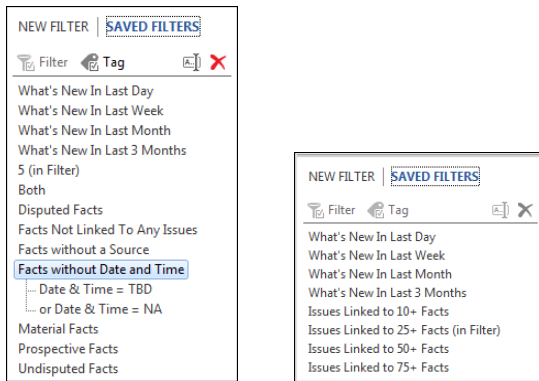 NEW FILTER | SAVED FILTERS
Filter Tag
What's New In Last Day
What's New In Last Week
What's New In Last Month
What's New In Last 3 Months
5 (in Filter)
Both
Disputed Facts
Facts Not Linked To Any Issues
Facts without a Source
Facts without Date and Time
Date & Time = TBD
or Date & Time = NA
Material Facts
Prospective Facts
Undisputed Facts
NEW FILTER | SAVED FILTERS
Filter Tag
What's New In Last Day
What's New In Last Week
What's New In Last Month
What's New In Last 3 Months
Issues Linked to 10+ Facts
Issues Linked to 25+ Facts (in Filter)
Issues Linked to 50+ Facts
Issues Linked to 75+ Facts